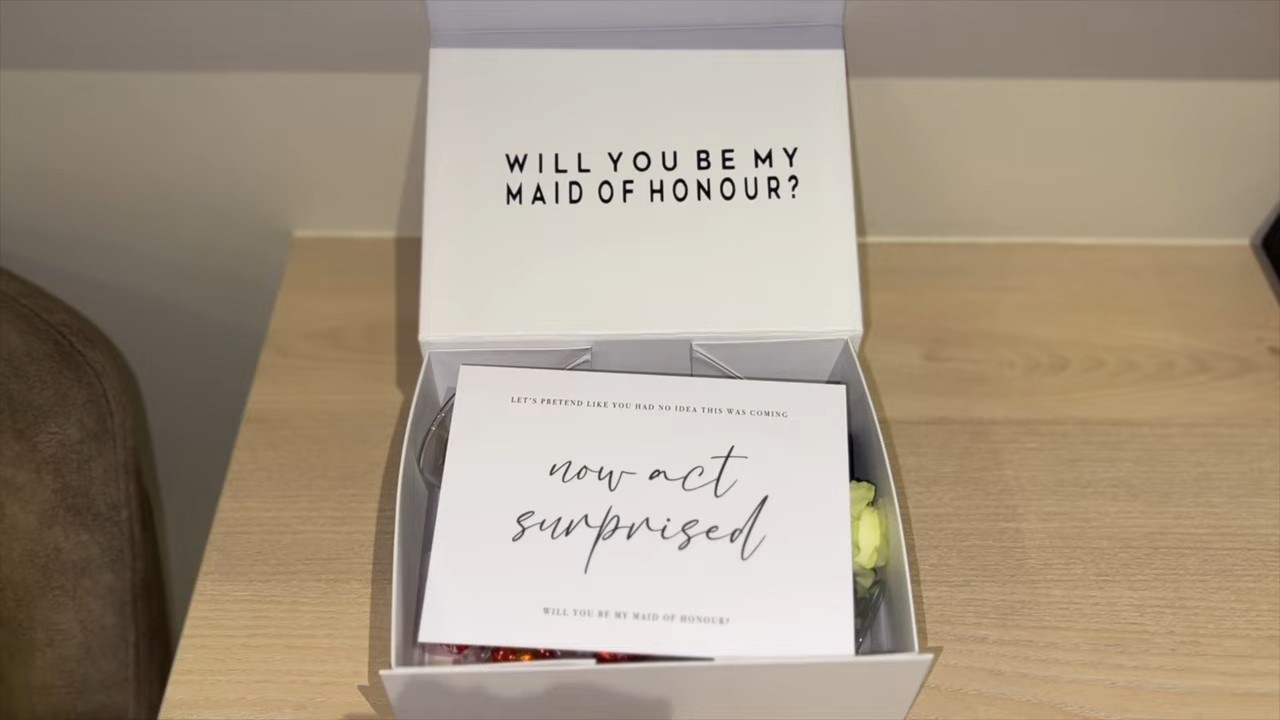 WILL YOU BE MY
MAID OF HONOUR?
LET'S PRETEND LIKE YOU HAD NO IDEA THIS WAS COMING
now act
surprised
WILL YOU BE MY MAID OF HONOUR?